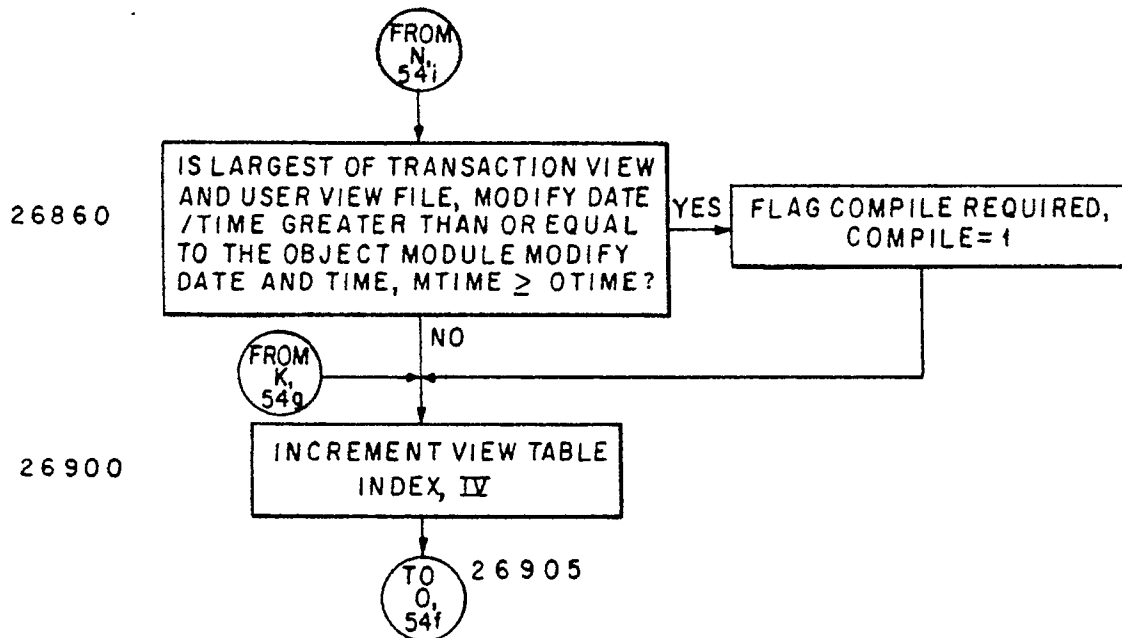 FROM
N,
54i
26860
IS LARGEST OF TRANSACTION VIEW
AND USER VIEW FILE, MODIFY DATE
/TIME GREATER THAN OR EQUAL
TO THE OBJECT MODULE MODIFY
DATE AND TIME, MTIME ≥ OTIME?
YES
FLAG COMPILE REQUIRED,
COMPILE=1
NO
FROM
K,
54g
26900
INCREMENT VIEW TABLE
INDEX, IV
TO
O,
54f
26905